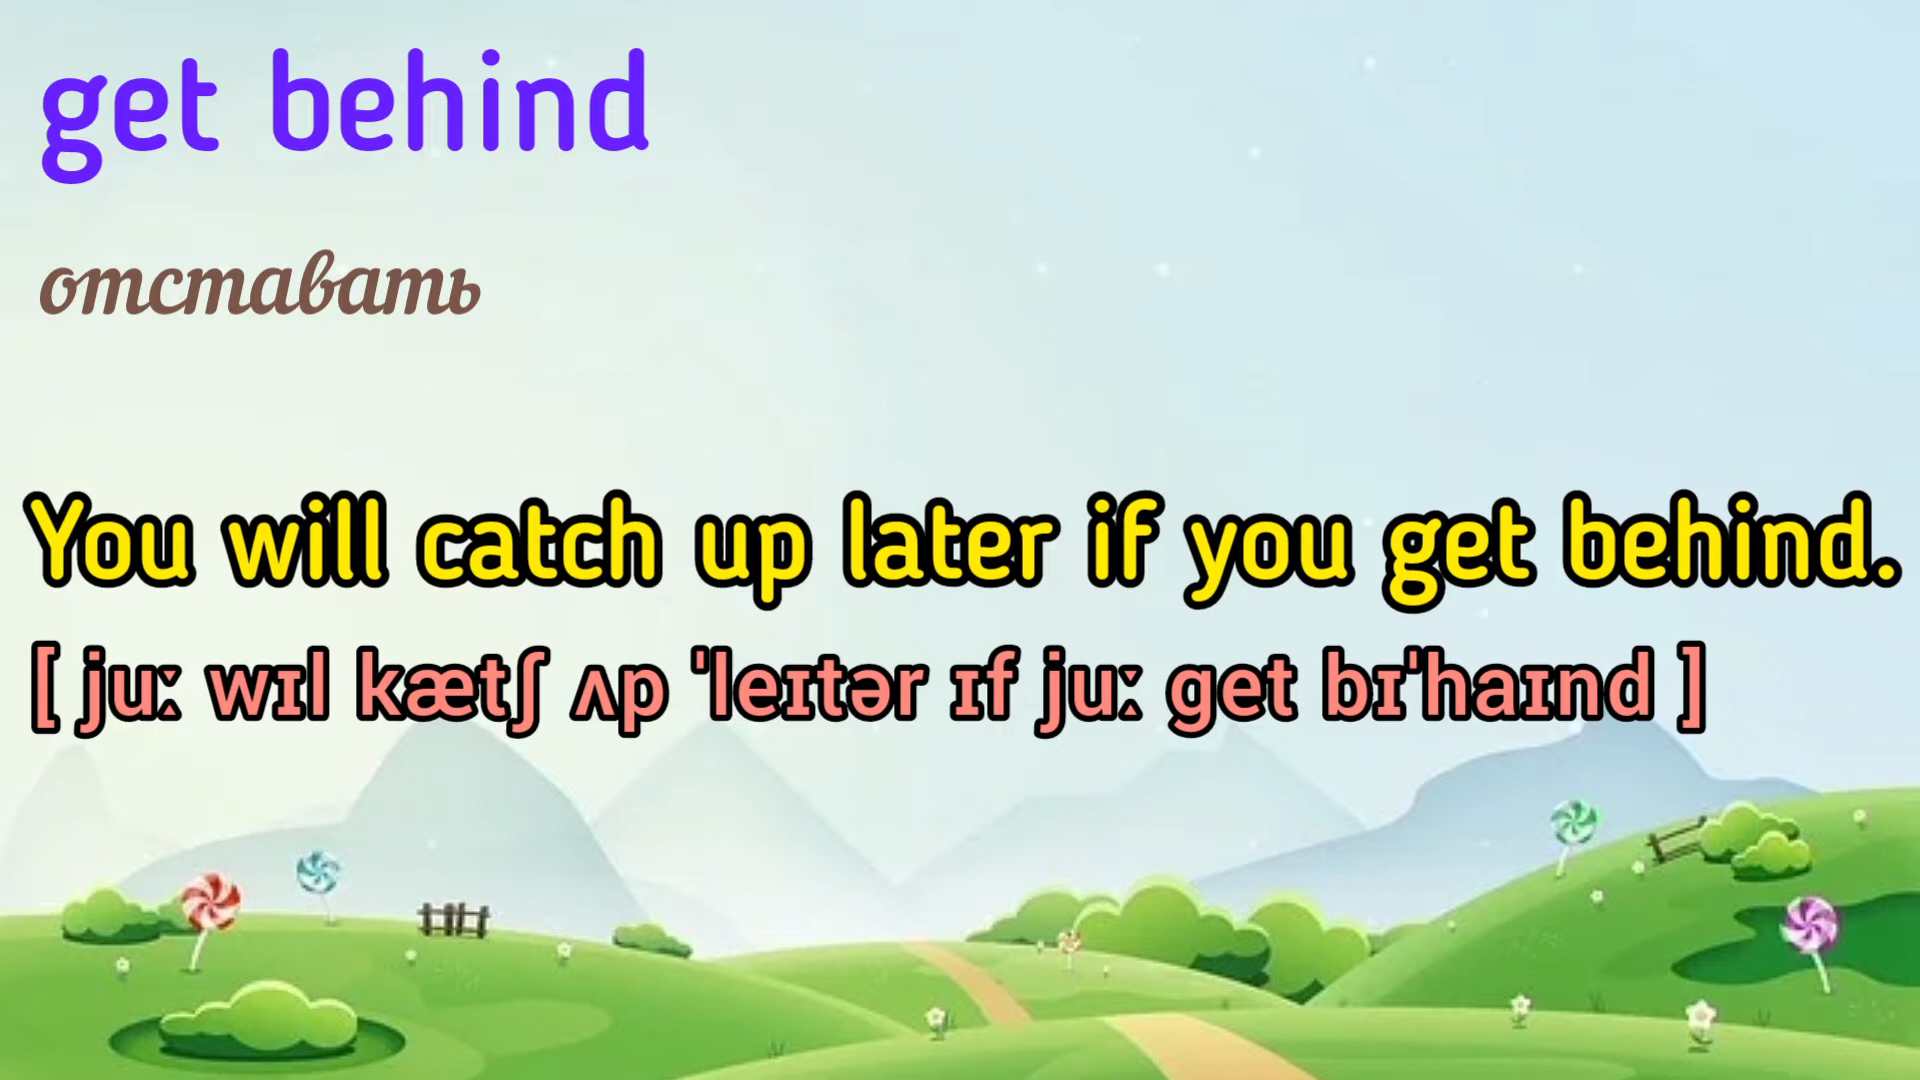 get behind
отставать
You will catch up later if you get behind.
[ juː wɪl kætʃ ʌp ˈleɪtər ɪf juː get bɪˈhaɪnd ]